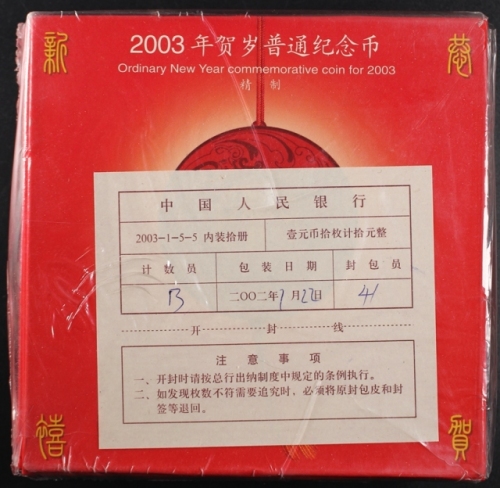 新
恭
2003 年贺岁普通纪念币
Ordinary New Year commemorative coin for 2003
精 制
中 国 人 民 银 行
2003-1-5-5 内装拾册 壹元币拾枚计拾元整
计 数 员 包 装 日 期 封 包 员
13 二〇〇二年 月22日 41
开 封 线
注 意 事 项
一、开封时请按总行出纳制度中规定的条例执行。
二、如发现枚数不符需要追究时，必须将原封包皮和封
签等退回。
禧
贺